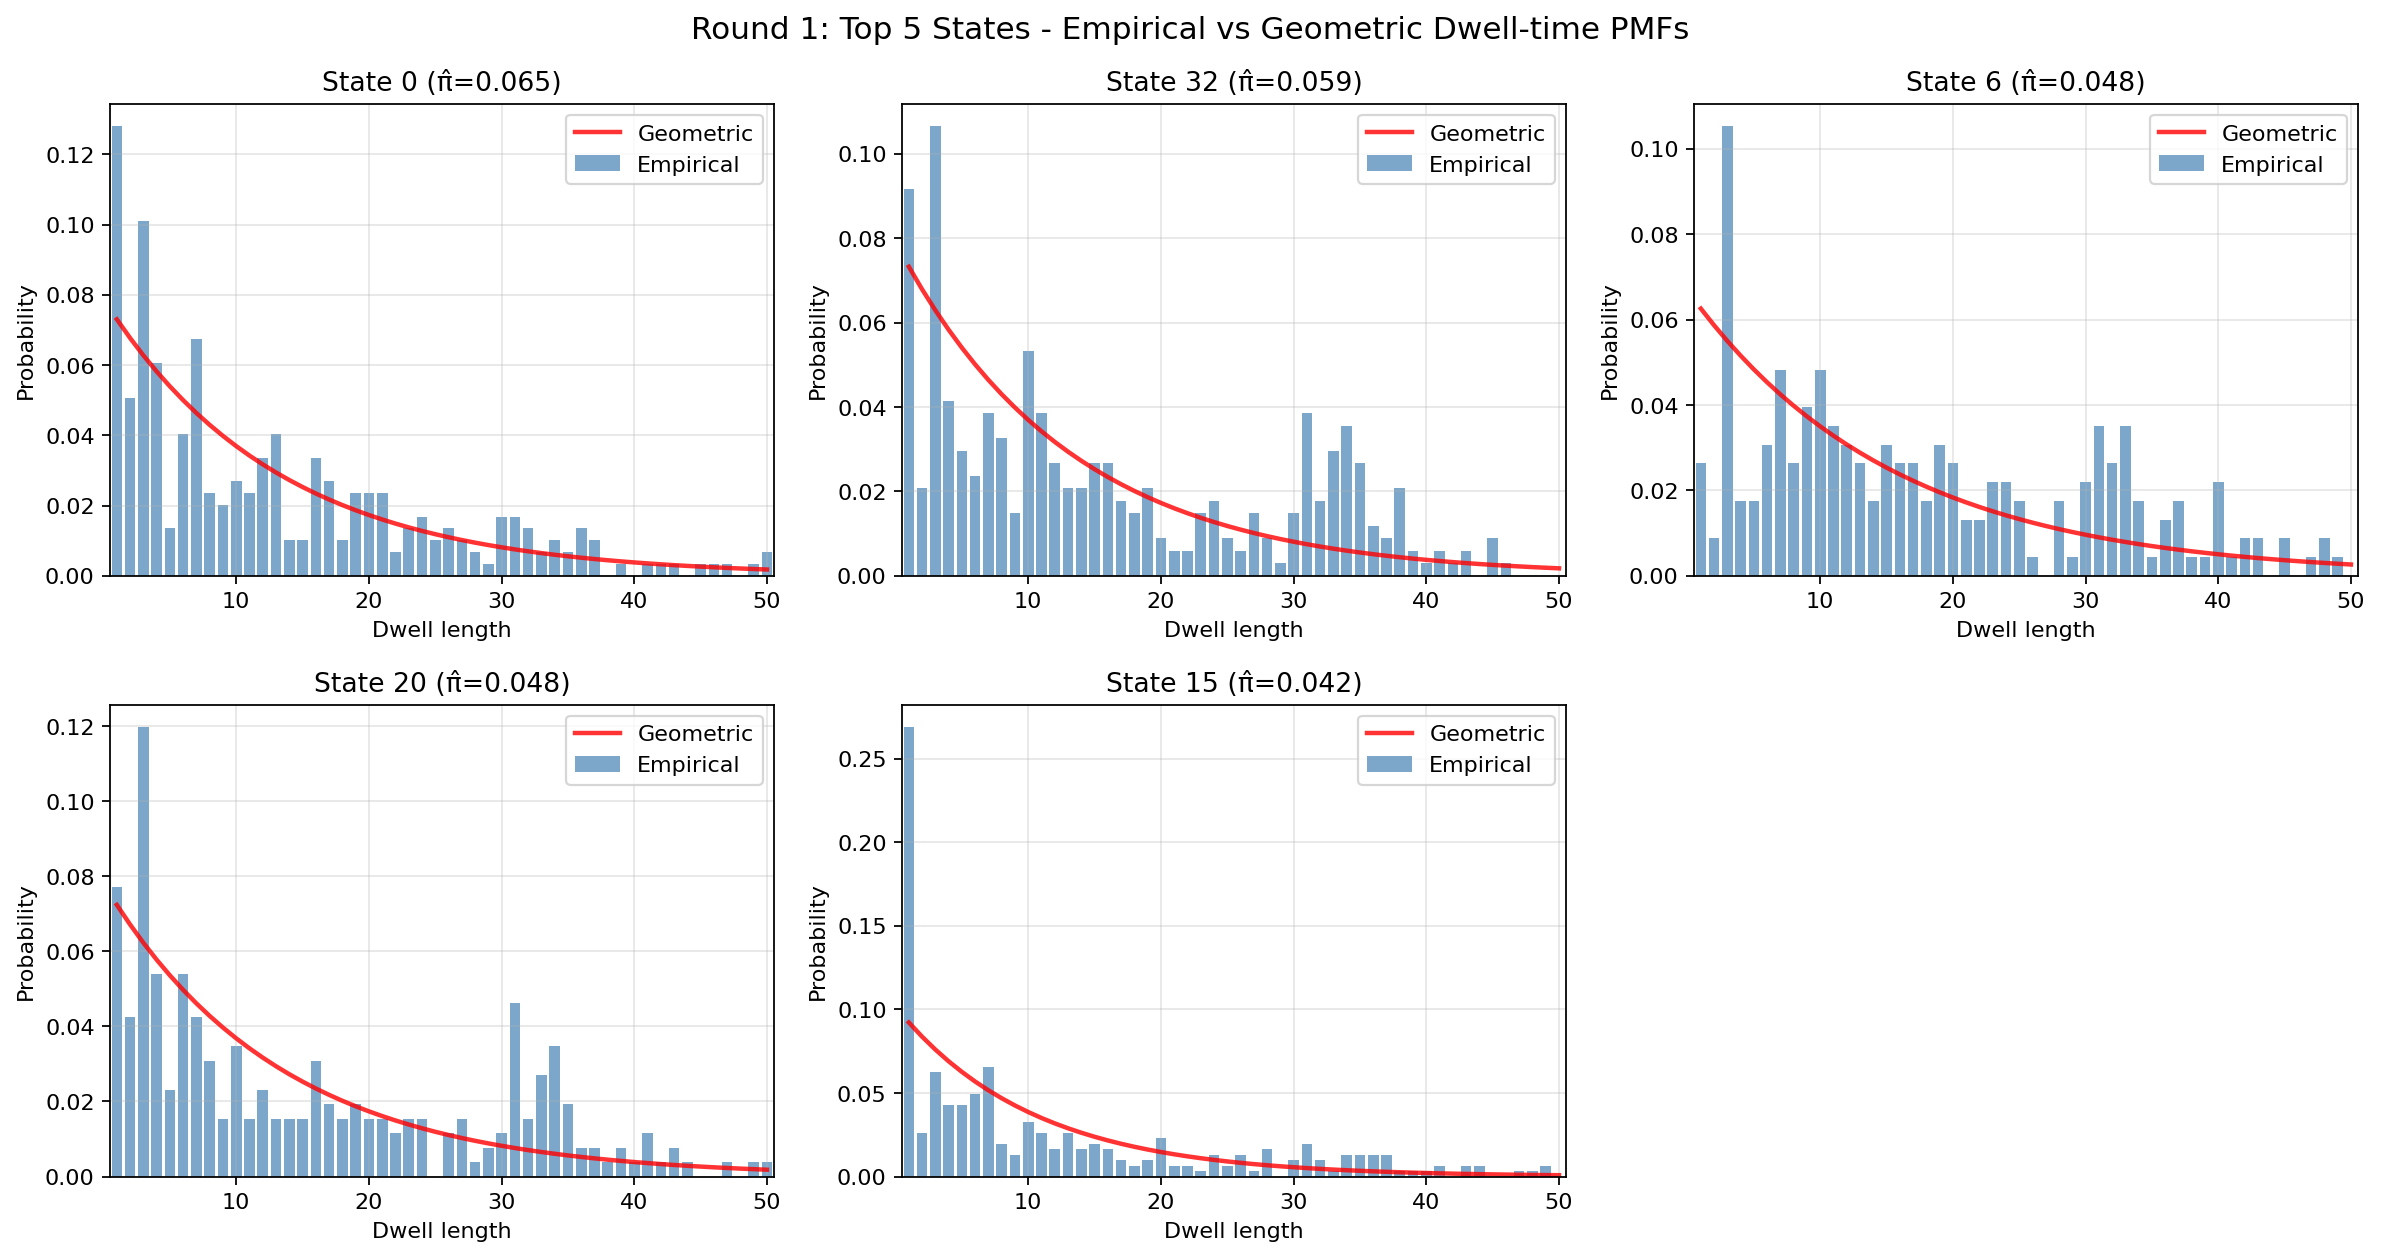 Round 1: Top 5 States - Empirical vs Geometric Dwell-time PMFs
State 0 (π̂=0.065)
Probability
0.12
0.10
0.08
0.06
0.04
0.02
0.00
Geometric
Empirical
10 20 30 40 50
Dwell length
State 32 (π̂=0.059)
Probability
0.10
0.08
0.06
0.04
0.02
0.00
Geometric
Empirical
10 20 30 40 50
Dwell length
State 6 (π̂=0.048)
Probability
0.10
0.08
0.06
0.04
0.02
0.00
Geometric
Empirical
10 20 30 40 50
Dwell length
State 20 (π̂=0.048)
Probability
0.12
0.10
0.08
0.06
0.04
0.02
0.00
Geometric
Empirical
10 20 30 40 50
Dwell length
State 15 (π̂=0.042)
Probability
0.25
0.20
0.15
0.10
0.05
0.00
Geometric
Empirical
10 20 30 40 50
Dwell length